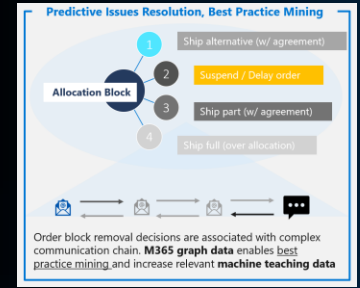 Predictive Issues Resolution, Best Practice Mining
1
Ship alternative (w/ agreement)
2
Suspend / Delay order
Allocation Block
3
Ship part (w/ agreement)
4
Ship full (over allocation)
Order block removal decisions are associated with complex
communication chain. M365 graph data enables best
practice mining and increase relevant machine teaching data